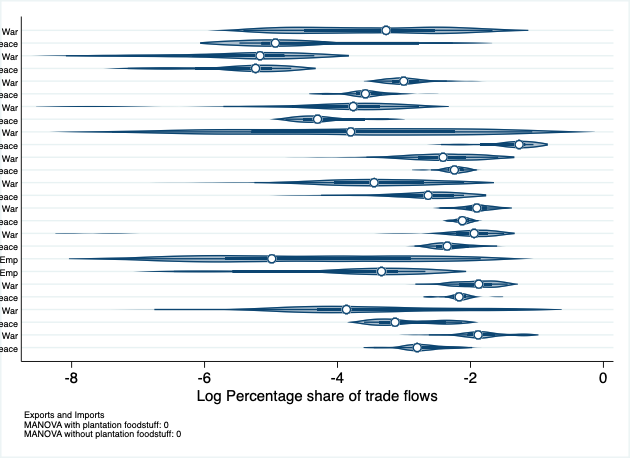 War
eace
War
eace
War
eace
War
eace
War
eace
War
eace
War
eace
War
eace
War
eace
Emp
Emp
War
eace
War
eace
War
eace
-8 -6 -4 -2 0
Log Percentage share of trade flows
Exports and Imports
MANOVA with plantation foodstuff: 0
MANOVA without plantation foodstuff: 0